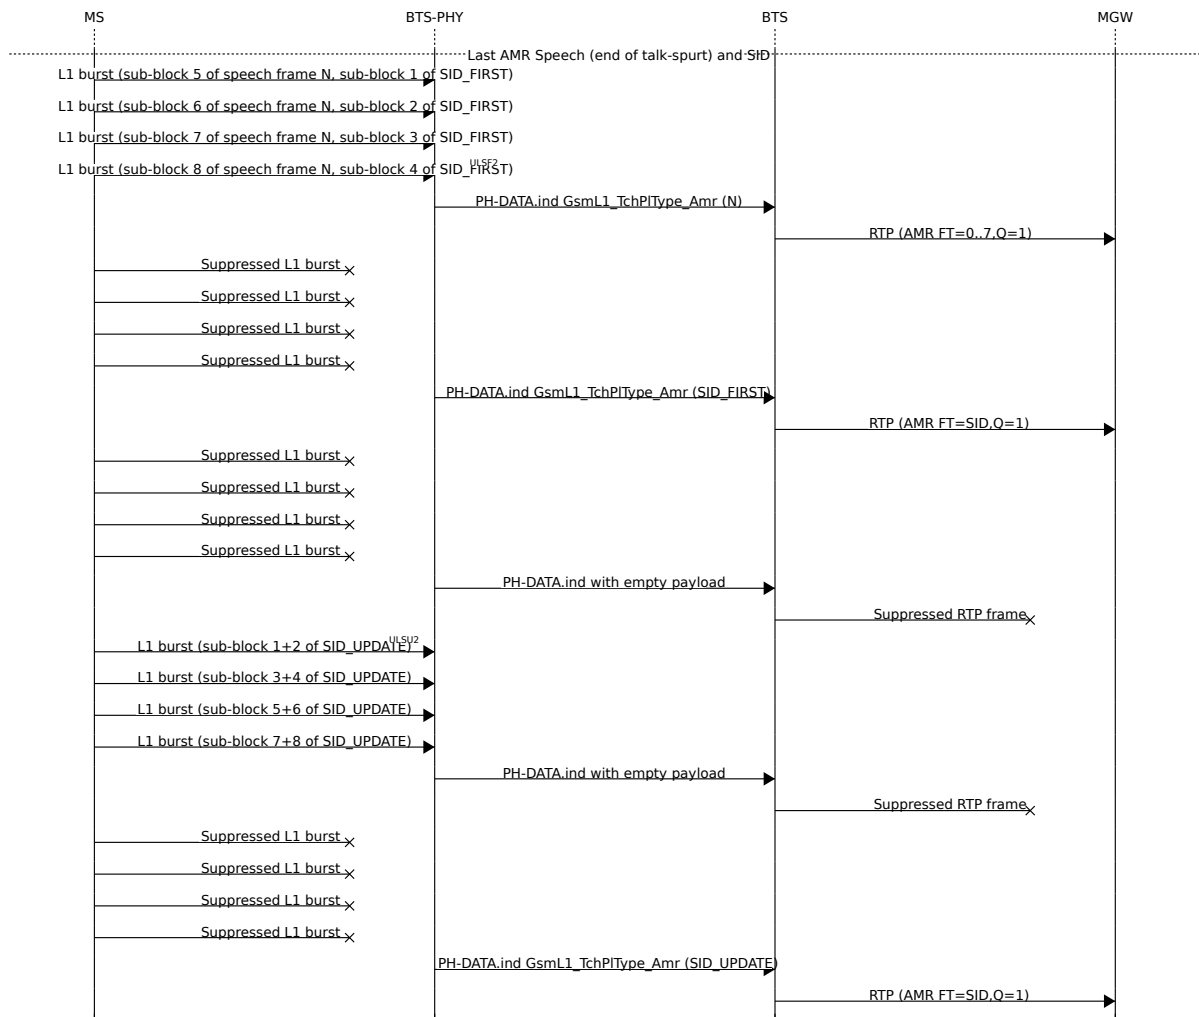 MS BTS-PHY BTS MGW
Last AMR Speech (end of talk-spurt) and SID
L1 burst (sub-block 5 of speech frame N, sub-block 1 of SID_FIRST)
L1 burst (sub-block 6 of speech frame N, sub-block 2 of SID_FIRST)
L1 burst (sub-block 7 of speech frame N, sub-block 3 of SID_FIRST)
ULSF2
L1 burst (sub-block 8 of speech frame N, sub-block 4 of SID_FIRST)
PH-DATA.ind GsmL1_TchPlType_Amr (N)
RTP (AMR FT=0..7,Q=1)
Suppressed L1 burst
Suppressed L1 burst
Suppressed L1 burst
Suppressed L1 burst
PH-DATA.ind GsmL1_TchPlType_Amr (SID_FIRST)
RTP (AMR FT=SID,Q=1)
Suppressed L1 burst
Suppressed L1 burst
Suppressed L1 burst
Suppressed L1 burst
PH-DATA.ind with empty payload
Suppressed RTP frame
ULSU2
L1 burst (sub-block 1+2 of SID_UPDATE)
L1 burst (sub-block 3+4 of SID_UPDATE)
L1 burst (sub-block 5+6 of SID_UPDATE)
L1 burst (sub-block 7+8 of SID_UPDATE)
PH-DATA.ind with empty payload
Suppressed RTP frame
Suppressed L1 burst
Suppressed L1 burst
Suppressed L1 burst
Suppressed L1 burst
PH-DATA.ind GsmL1_TchPlType_Amr (SID_UPDATE)
RTP (AMR FT=SID,Q=1)